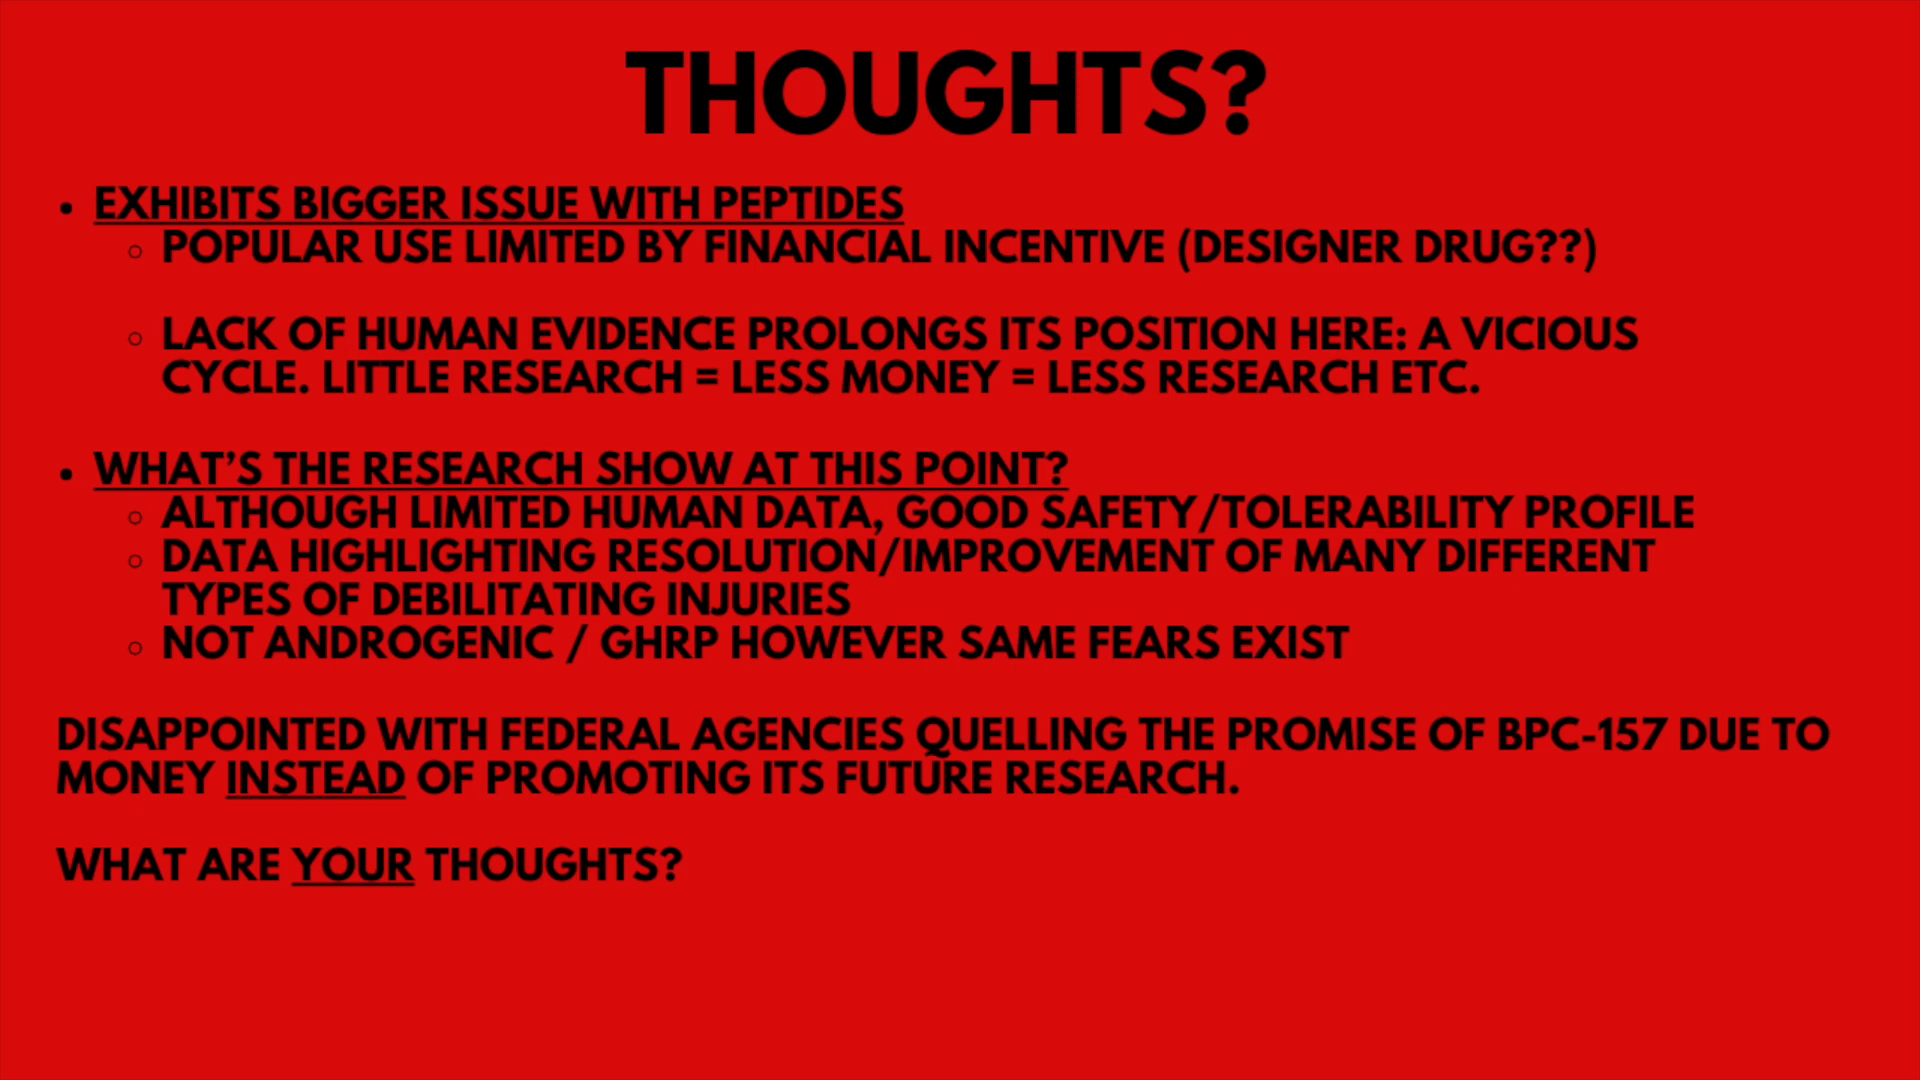 THOUGHTS?
• EXHIBITS BIGGER ISSUE WITH PEPTIDES
○ POPULAR USE LIMITED BY FINANCIAL INCENTIVE (DESIGNER DRUG??)
○ LACK OF HUMAN EVIDENCE PROLONGS ITS POSITION HERE: A VICIOUS
CYCLE. LITTLE RESEARCH = LESS MONEY = LESS RESEARCH ETC.
• WHAT’S THE RESEARCH SHOW AT THIS POINT?
○ ALTHOUGH LIMITED HUMAN DATA, GOOD SAFETY/TOLERABILITY PROFILE
○ DATA HIGHLIGHTING RESOLUTION/IMPROVEMENT OF MANY DIFFERENT
TYPES OF DEBILITATING INJURIES
○ NOT ANDROGENIC / GHRP HOWEVER SAME FEARS EXIST
DISAPPOINTED WITH FEDERAL AGENCIES QUELLING THE PROMISE OF BPC-157 DUE TO
MONEY INSTEAD OF PROMOTING ITS FUTURE RESEARCH.
WHAT ARE YOUR THOUGHTS?